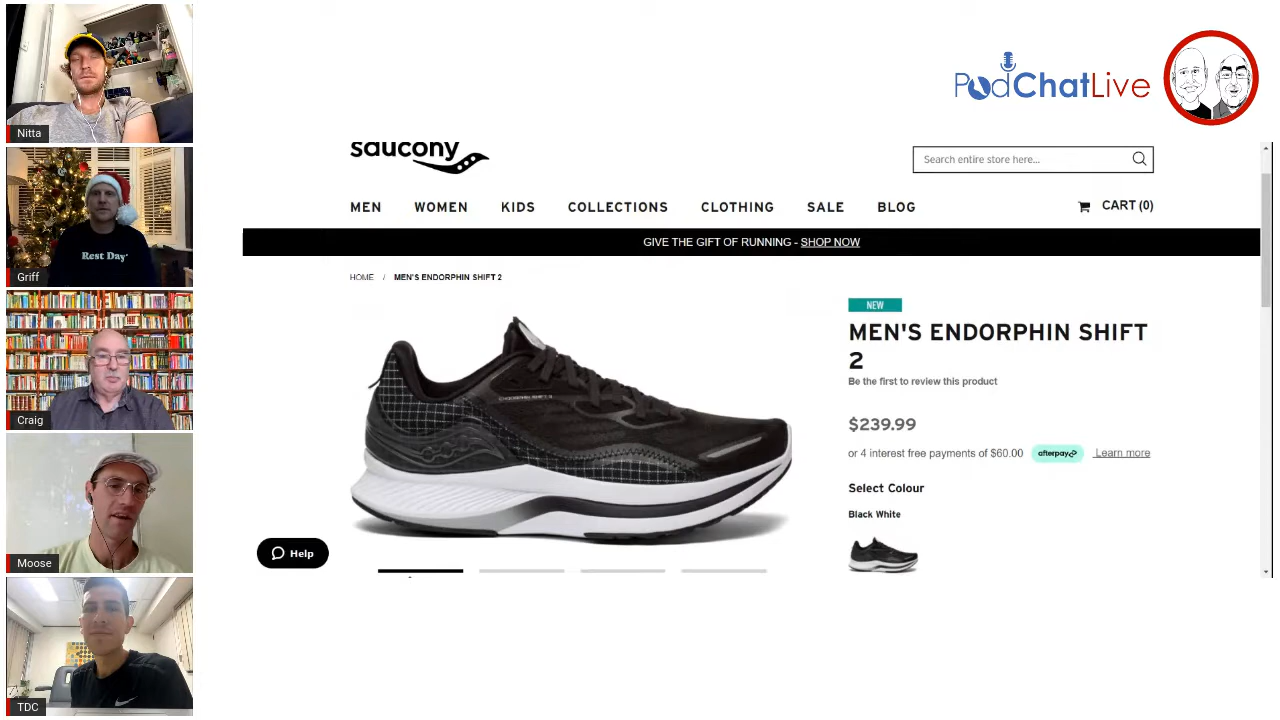 Nitta
Rest Day
Griff
Craig
Moose
TDC
PodChatLive
saucony
Search entire store here...
MEN WOMEN KIDS COLLECTIONS CLOTHING SALE BLOG CART (0)
GIVE THE GIFT OF RUNNING - SHOP NOW
HOME / MEN'S ENDORPHIN SHIFT 2
NEW
MEN'S ENDORPHIN SHIFT
2
Be the first to review this product
$239.99
or 4 interest free payments of $60.00 afterpay Learn more
Select Colour
Black White
ENDORPHIN SHIFT 2
Help